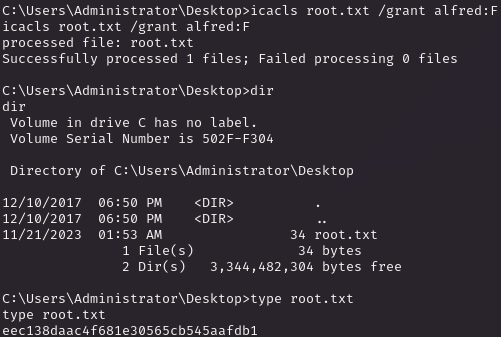 C:\Users\Administrator\Desktop>icacls root.txt /grant alfred:F
icacls root.txt /grant alfred:F
processed file: root.txt
Successfully processed 1 files; Failed processing 0 files
C:\Users\Administrator\Desktop>dir
dir
 Volume in drive C has no label.
 Volume Serial Number is 502F-F304
 Directory of C:\Users\Administrator\Desktop
12/10/2017  06:50 PM    <DIR>          .
12/10/2017  06:50 PM    <DIR>          ..
11/21/2023  01:53 AM                34 root.txt
               1 File(s)             34 bytes
               2 Dir(s)   3,344,482,304 bytes free
C:\Users\Administrator\Desktop>type root.txt
type root.txt
eec138daac4f681e30565cb545aafdb1